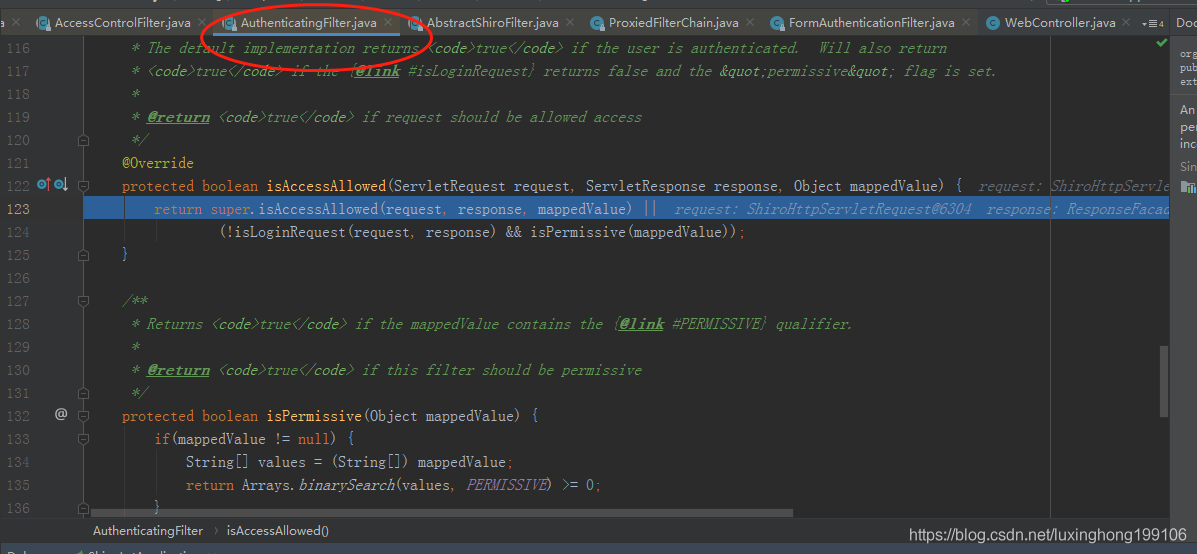 a
AccessControlFilter.java
AuthenticatingFilter.java
AbstractShiroFilter.java
ProxiedFilterChain.java
FormAuthenticationFilter.java
WebController.java
4
Doc
116 * The default implementation returns <code>true</code> if the user is authenticated. Will also return
117 * <code>true</code> if the {@link #isLoginRequest} returns false and the &quot;permissive&quot; flag is set.
118 *
119 * @return <code>true</code> if request should be allowed access
120 */
121 @Override
122 protected boolean isAccessAllowed(ServletRequest request, ServletResponse response, Object mappedValue) { request: ShiroHttpServle
123 return super.isAccessAllowed(request, response, mappedValue) || request: ShiroHttpServletRequest@6304 response: ResponseFacad
124 (!isLoginRequest(request, response) && isPermissive(mappedValue));
125 }
126
127 /**
128 * Returns <code>true</code> if the mappedValue contains the {@link #PERMISSIVE} qualifier.
129 *
130 * @return <code>true</code> if this filter should be permissive
131 */
132 @ protected boolean isPermissive(Object mappedValue) {
133 if(mappedValue != null) {
134 String[] values = (String[]) mappedValue;
135 return Arrays.binarySearch(values, PERMISSIVE) >= 0;
136 }
org
pub
ext
An
per
inc
Sin
AuthenticatingFilter › isAccessAllowed()
https://blog.csdn.net/luxinghong199106